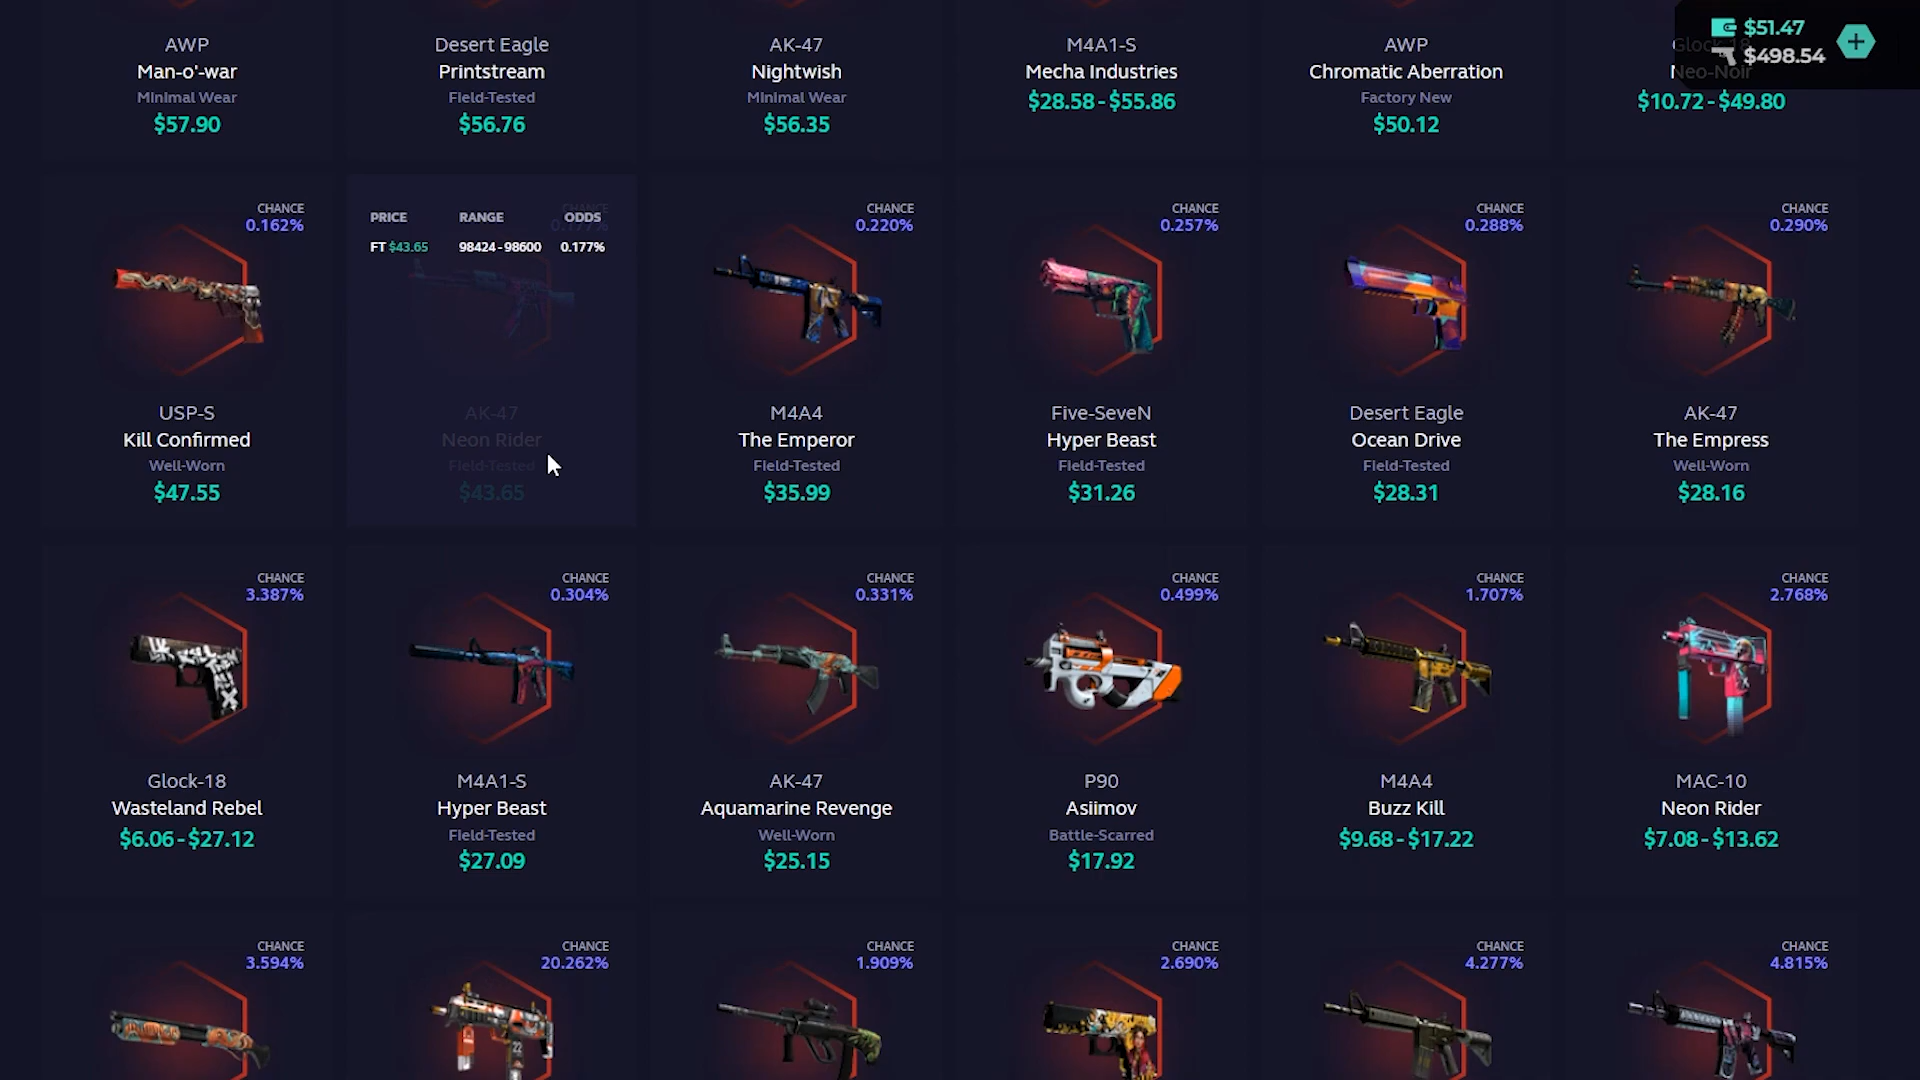 $51.47
$498.54
AWP
Man-o'-war
Minimal Wear
$57.90
Desert Eagle
Printstream
Field-Tested
$56.76
AK-47
Nightwish
Minimal Wear
$56.35
M4A1-S
Mecha Industries
$28.58 - $55.86
AWP
Chromatic Aberration
Factory New
$50.12
Glock-18
Neo-Noir
$10.72 - $49.80
CHANCE
0.162%
USP-S
Kill Confirmed
Well-Worn
$47.55
CHANCE
0.177%
PRICE RANGE ODDS
FT $43.65 98424 - 98600 0.177%
AK-47
Neon Rider
Field-Tested
$43.65
CHANCE
0.220%
M4A4
The Emperor
Field-Tested
$35.99
CHANCE
0.257%
Five-SeveN
Hyper Beast
Field-Tested
$31.26
CHANCE
0.288%
Desert Eagle
Ocean Drive
Field-Tested
$28.31
CHANCE
0.290%
AK-47
The Empress
Well-Worn
$28.16
CHANCE
3.387%
Glock-18
Wasteland Rebel
$6.06 - $27.12
CHANCE
0.304%
M4A1-S
Hyper Beast
Field-Tested
$27.09
CHANCE
0.331%
AK-47
Aquamarine Revenge
Well-Worn
$25.15
CHANCE
0.499%
P90
Asiimov
Battle-Scarred
$17.92
CHANCE
1.707%
M4A4
Buzz Kill
$9.68 - $17.22
CHANCE
2.768%
MAC-10
Neon Rider
$7.08 - $13.62
CHANCE
3.594%
CHANCE
20.262%
22
CHANCE
1.909%
CHANCE
2.690%
CHANCE
4.277%
CHANCE
4.815%